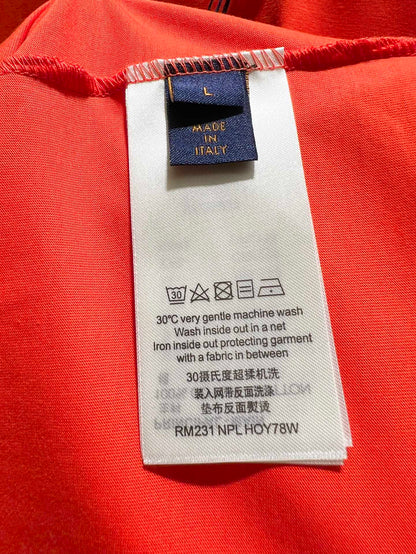 L
MADE
IN
ITALY
30
30°C very gentle machine wash
Wash inside out in a net
Iron inside out protecting garment
with a fabric in between
30摄氏度超揉机洗
装入网带反面洗涤
垫布反面熨烫
RM231 NPL HOY78W